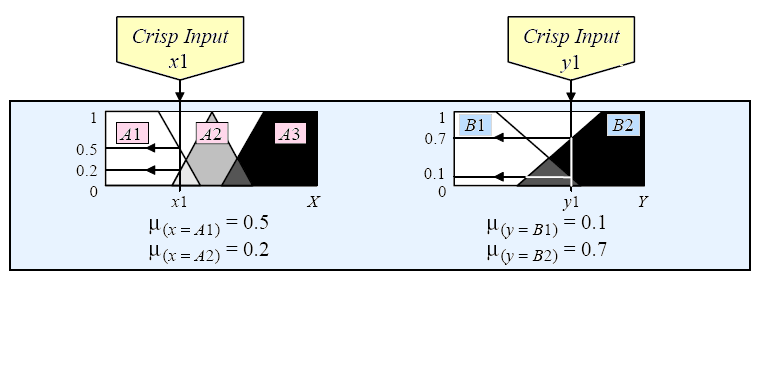 Crisp Input
x1
Crisp Input
y1
1
A1
A2
A3
0.5
0.2
0
x1
X
1
B1
B2
0.7
0.1
0
y1
Y
μ(x = A1) = 0.5
μ(x = A2) = 0.2
μ(y = B1) = 0.1
μ(y = B2) = 0.7